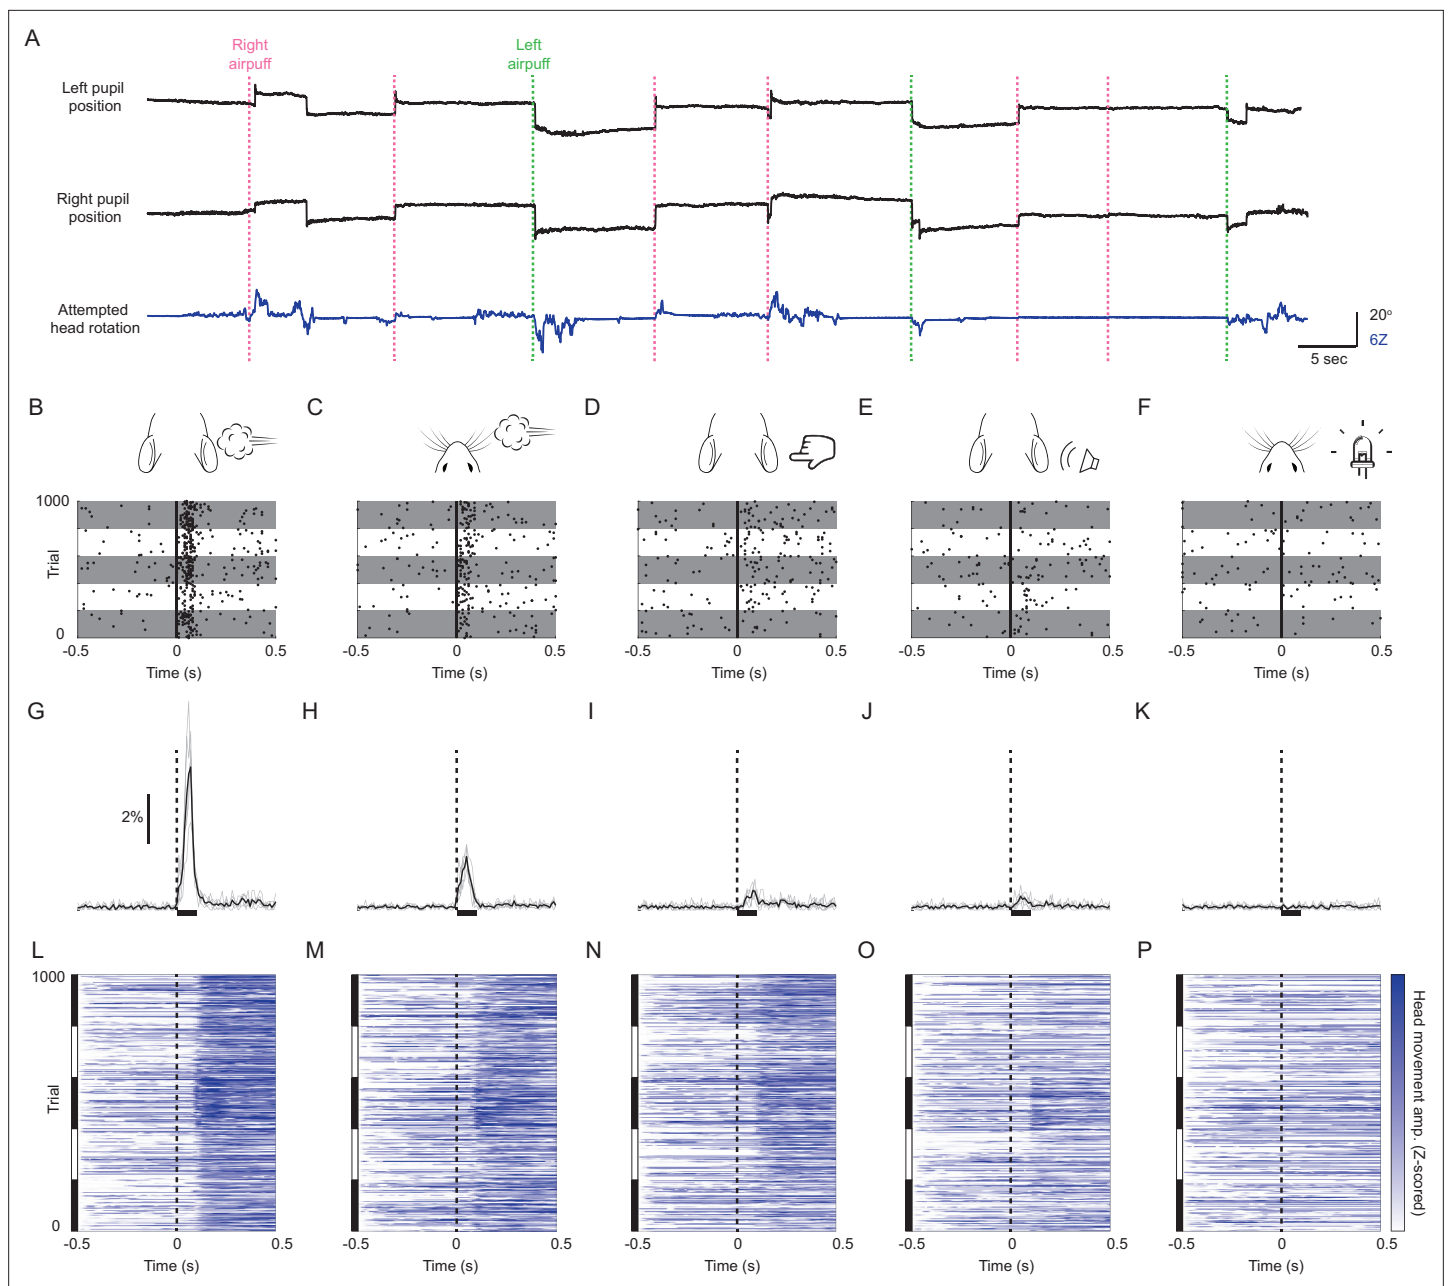 A
Right
airpuff
Left
airpuff
Left pupil
position
Right pupil
position
Attempted
head rotation
20°
6Z
5 sec
B
C
D
E
F
1000
Trial
0
-0.5
0
0.5
Time (s)
-0.5
0
0.5
Time (s)
-0.5
0
0.5
Time (s)
-0.5
0
0.5
Time (s)
-0.5
0
0.5
Time (s)
G
H
I
J
K
2%
L
M
N
O
P
1000
Trial
0
-0.5
0
0.5
Time (s)
-0.5
0
0.5
Time (s)
-0.5
0
0.5
Time (s)
-0.5
0
0.5
Time (s)
-0.5
0
0.5
Time (s)
Head movement amp. (Z-scored)